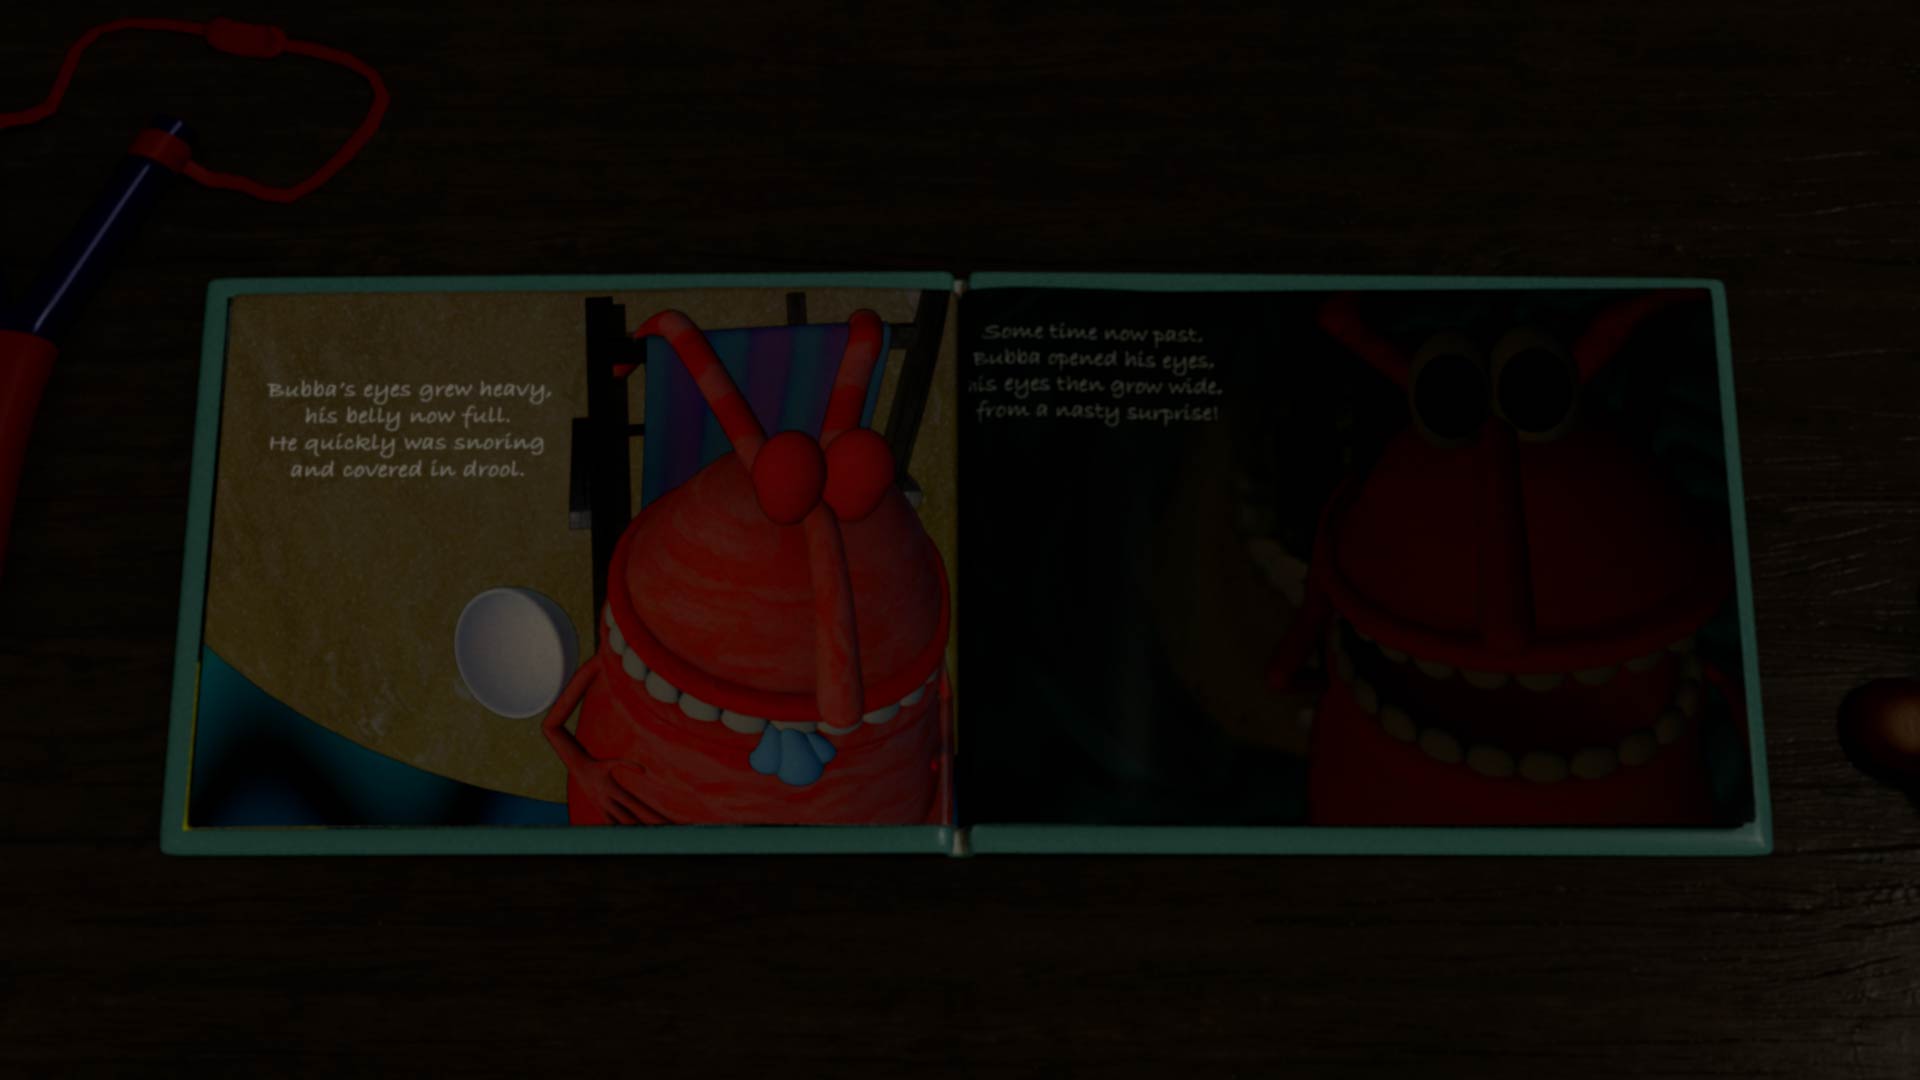 Bubba's eyes grew heavy,
his belly now full.
He quickly was snoring
and covered in drool.
Some time now past,
Bubba opened his eyes,
his eyes then grow wide,
from a nasty surprise!